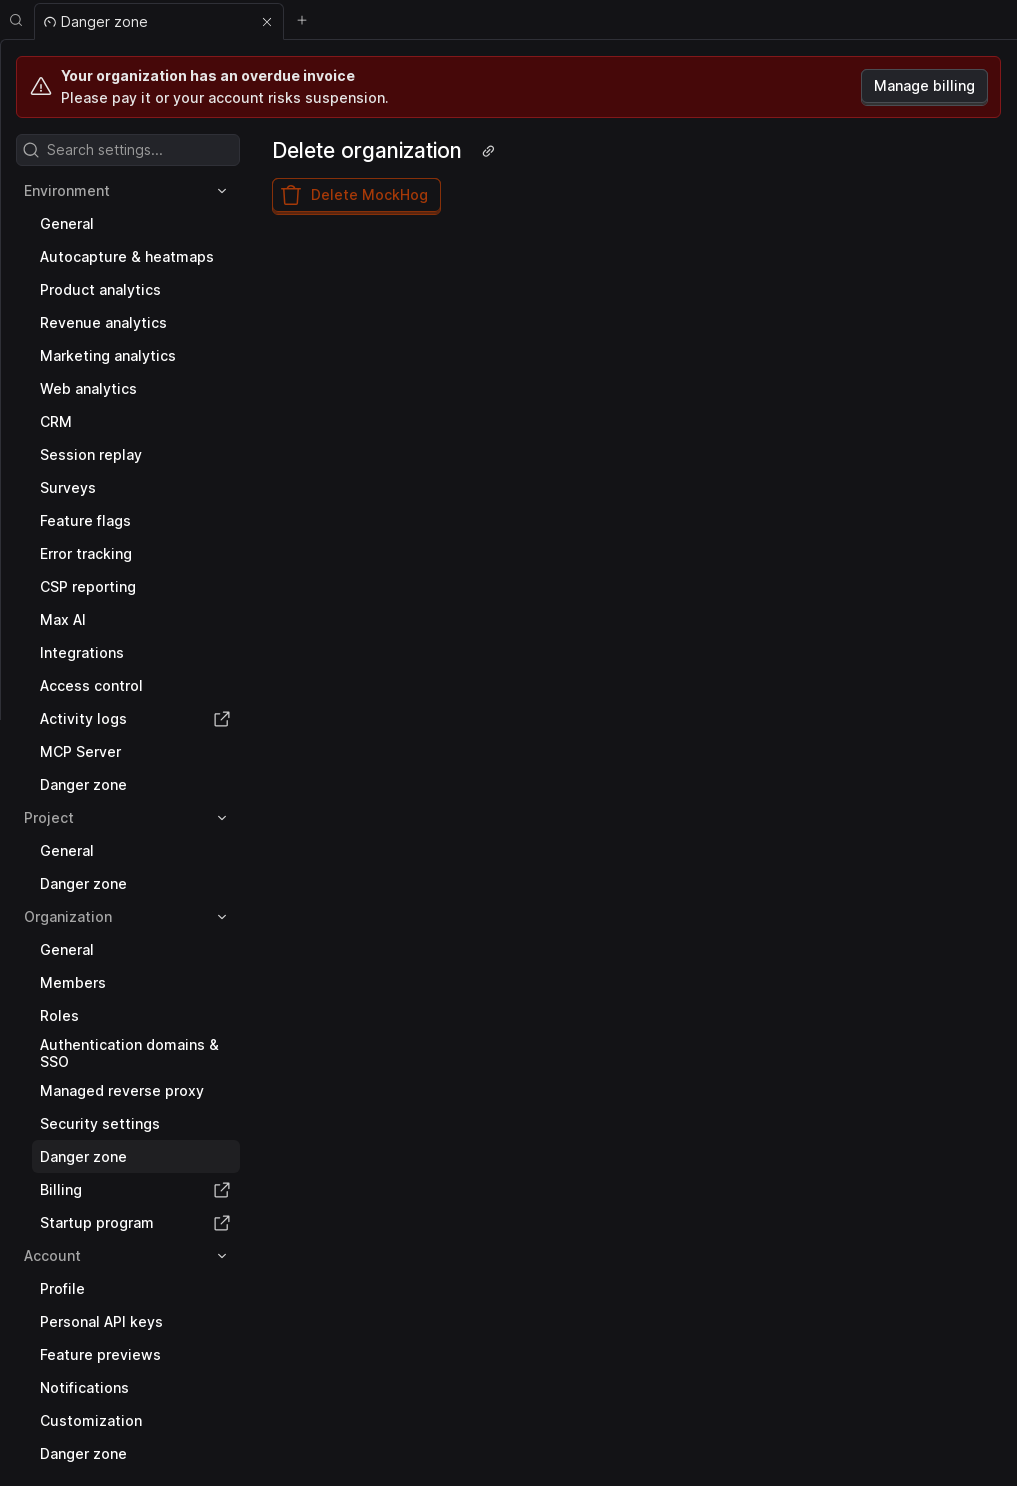 Danger zone
Your organization has an overdue invoice
Please pay it or your account risks suspension.
Manage billing
Search settings...
Environment
General
Autocapture & heatmaps
Product analytics
Revenue analytics
Marketing analytics
Web analytics
CRM
Session replay
Surveys
Feature flags
Error tracking
CSP reporting
Max AI
Integrations
Access control
Activity logs
MCP Server
Danger zone
Project
General
Danger zone
Organization
General
Members
Roles
Authentication domains &
SSO
Managed reverse proxy
Security settings
Danger zone
Billing
Startup program
Account
Profile
Personal API keys
Feature previews
Notifications
Customization
Danger zone
Delete organization
Delete MockHog